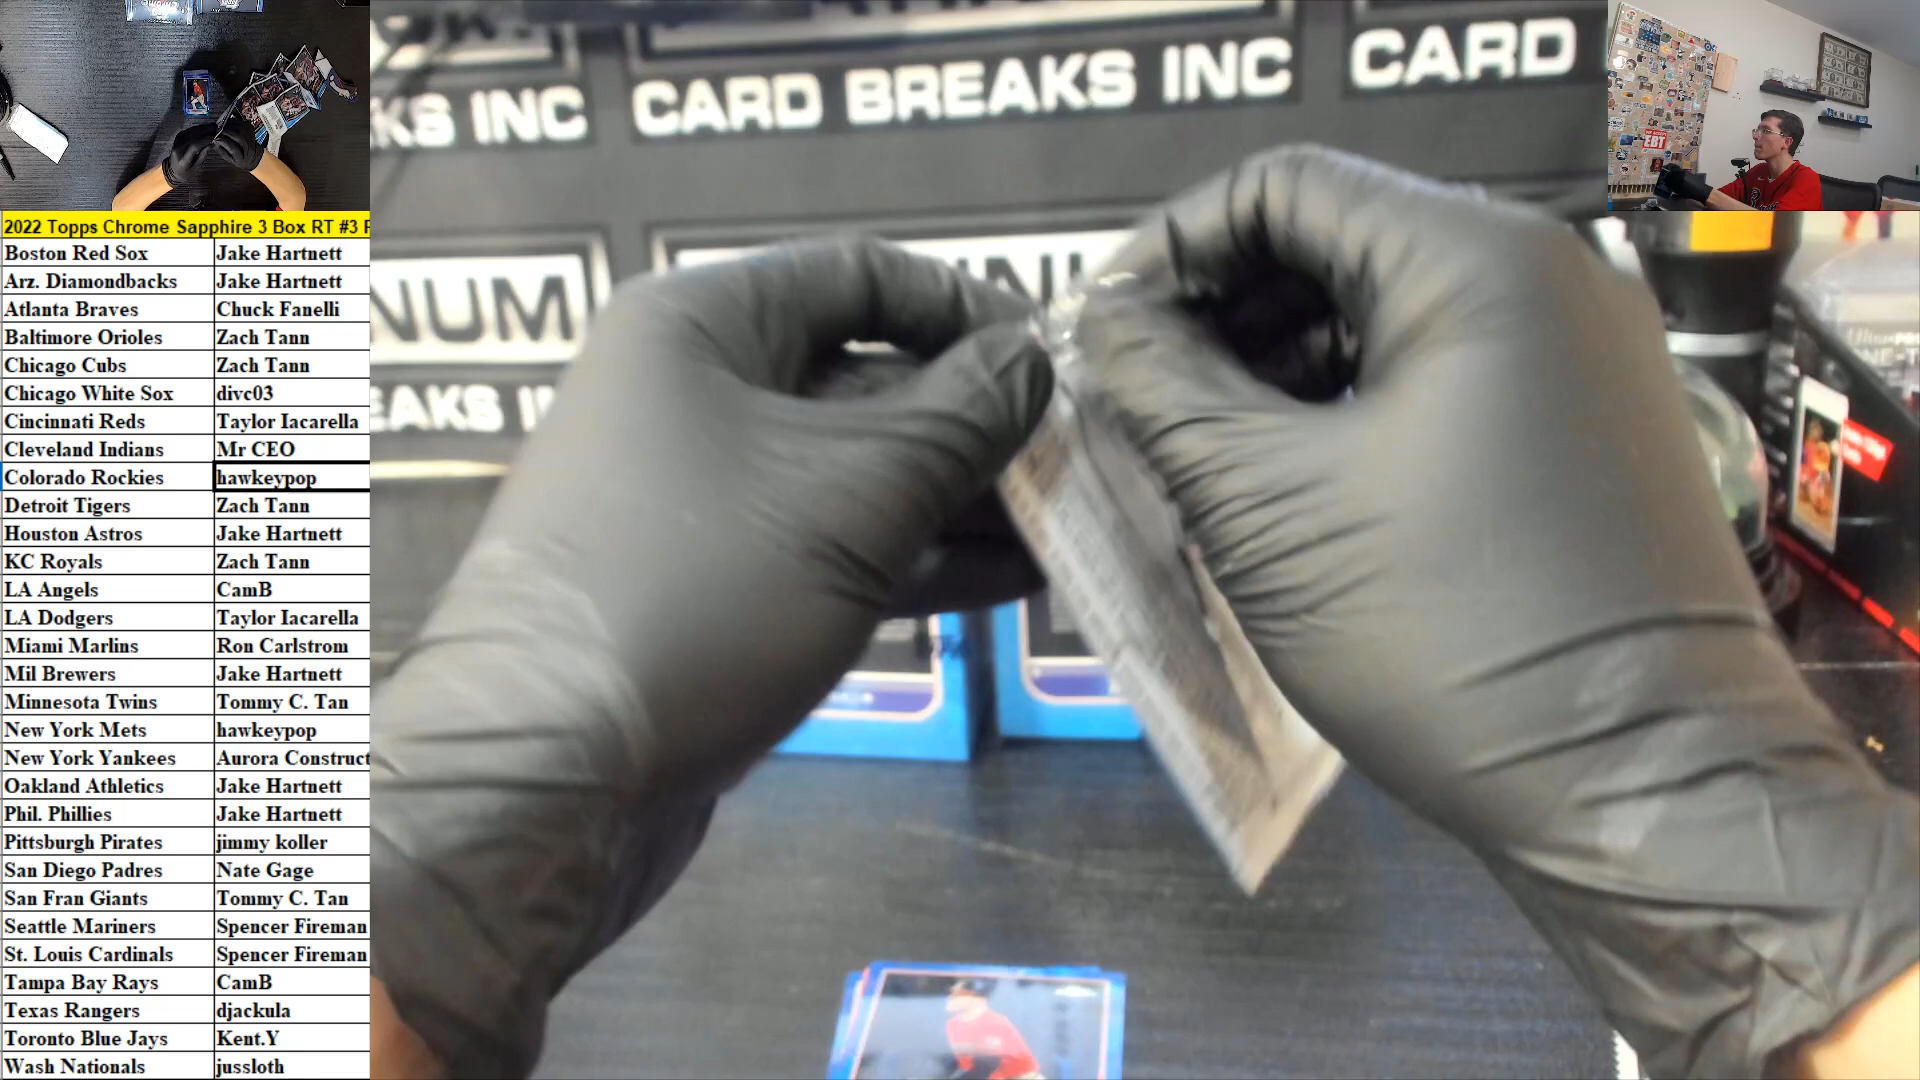 KS INC
CARD BREAKS INC
CARD
NUM
2022 Topps Chrome Sapphire 3 Box RT #3
Boston Red Sox Jake Hartnett
Arz. Diamondbacks Jake Hartnett
Atlanta Braves Chuck Fanelli
Baltimore Orioles Zach Tann
Chicago Cubs Zach Tann
Chicago White Sox divc03
Cincinnati Reds Taylor Iacarella
Cleveland Indians Mr CEO
Colorado Rockies hawkeypop
Detroit Tigers Zach Tann
Houston Astros Jake Hartnett
KC Royals Zach Tann
LA Angels CamB
LA Dodgers Taylor Iacarella
Miami Marlins Ron Carlstrom
Mil Brewers Jake Hartnett
Minnesota Twins Tommy C. Tan
New York Mets hawkeypop
New York Yankees Aurora Construct
Oakland Athletics Jake Hartnett
Phil. Phillies Jake Hartnett
Pittsburgh Pirates jimmy koller
San Diego Padres Nate Gage
San Fran Giants Tommy C. Tan
Seattle Mariners Spencer Fireman
St. Louis Cardinals Spencer Fireman
Tampa Bay Rays CamB
Texas Rangers djackula
Toronto Blue Jays Kent.Y
Wash Nationals jussloth
EAKS
EBT